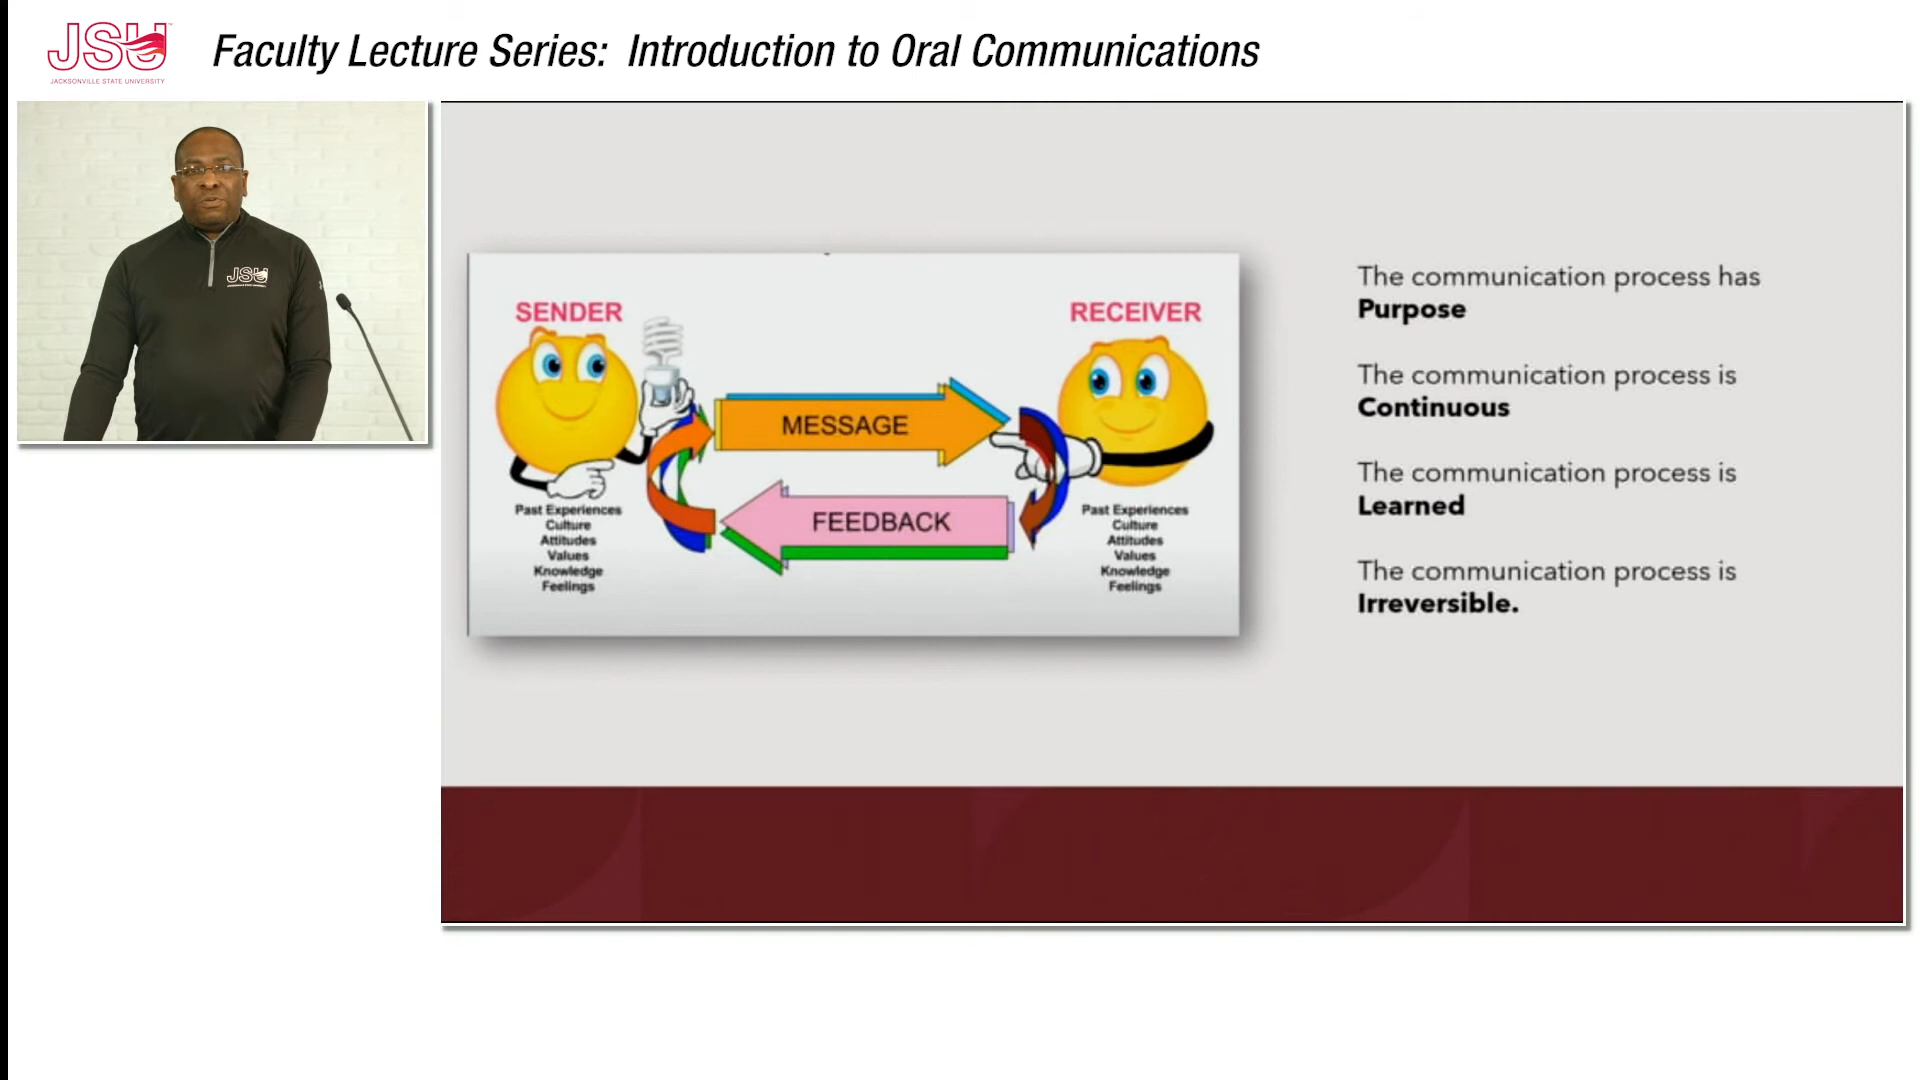 JSU
JACKSONVILLE STATE UNIVERSITY
Faculty Lecture Series: Introduction to Oral Communications
JSU
SENDER
RECEIVER
MESSAGE
FEEDBACK
Past Experiences
Culture
Attitudes
Values
Knowledge
Feelings
Past Experiences
Culture
Attitudes
Values
Knowledge
Feelings
The communication process has
Purpose
The communication process is
Continuous
The communication process is
Learned
The communication process is
Irreversible.